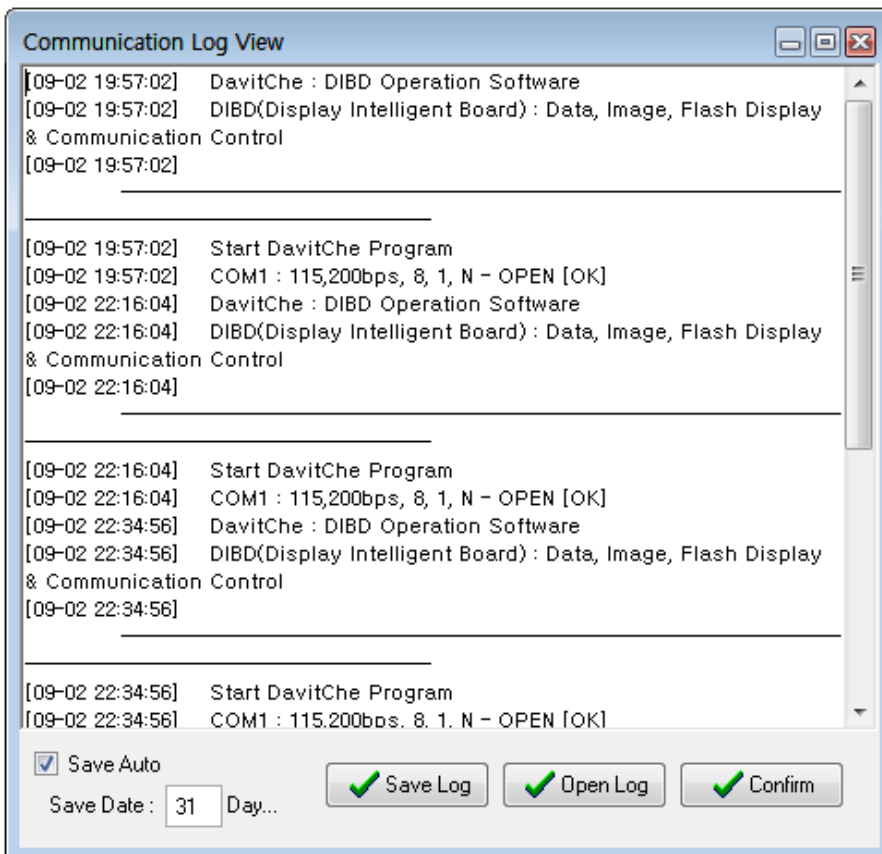 Communication Log View
[09-02 19:57:02] DavitChe : DIBD Operation Software
[09-02 19:57:02] DIBD(Display Intelligent Board) : Data, Image, Flash Display
& Communication Control
[09-02 19:57:02]
[09-02 19:57:02] Start DavitChe Program
[09-02 19:57:02] COM1 : 115,200bps, 8, 1, N - OPEN [OK]
[09-02 22:16:04] DavitChe : DIBD Operation Software
[09-02 22:16:04] DIBD(Display Intelligent Board) : Data, Image, Flash Display
& Communication Control
[09-02 22:16:04]
[09-02 22:16:04] Start DavitChe Program
[09-02 22:16:04] COM1 : 115,200bps, 8, 1, N - OPEN [OK]
[09-02 22:34:56] DavitChe : DIBD Operation Software
[09-02 22:34:56] DIBD(Display Intelligent Board) : Data, Image, Flash Display
& Communication Control
[09-02 22:34:56]
[09-02 22:34:56] Start DavitChe Program
[09-02 22:34:56] COM1 : 115,200bps, 8, 1, N - OPEN [OK]
Save Auto
Save Date : 31 Day...
Save Log Open Log Confirm